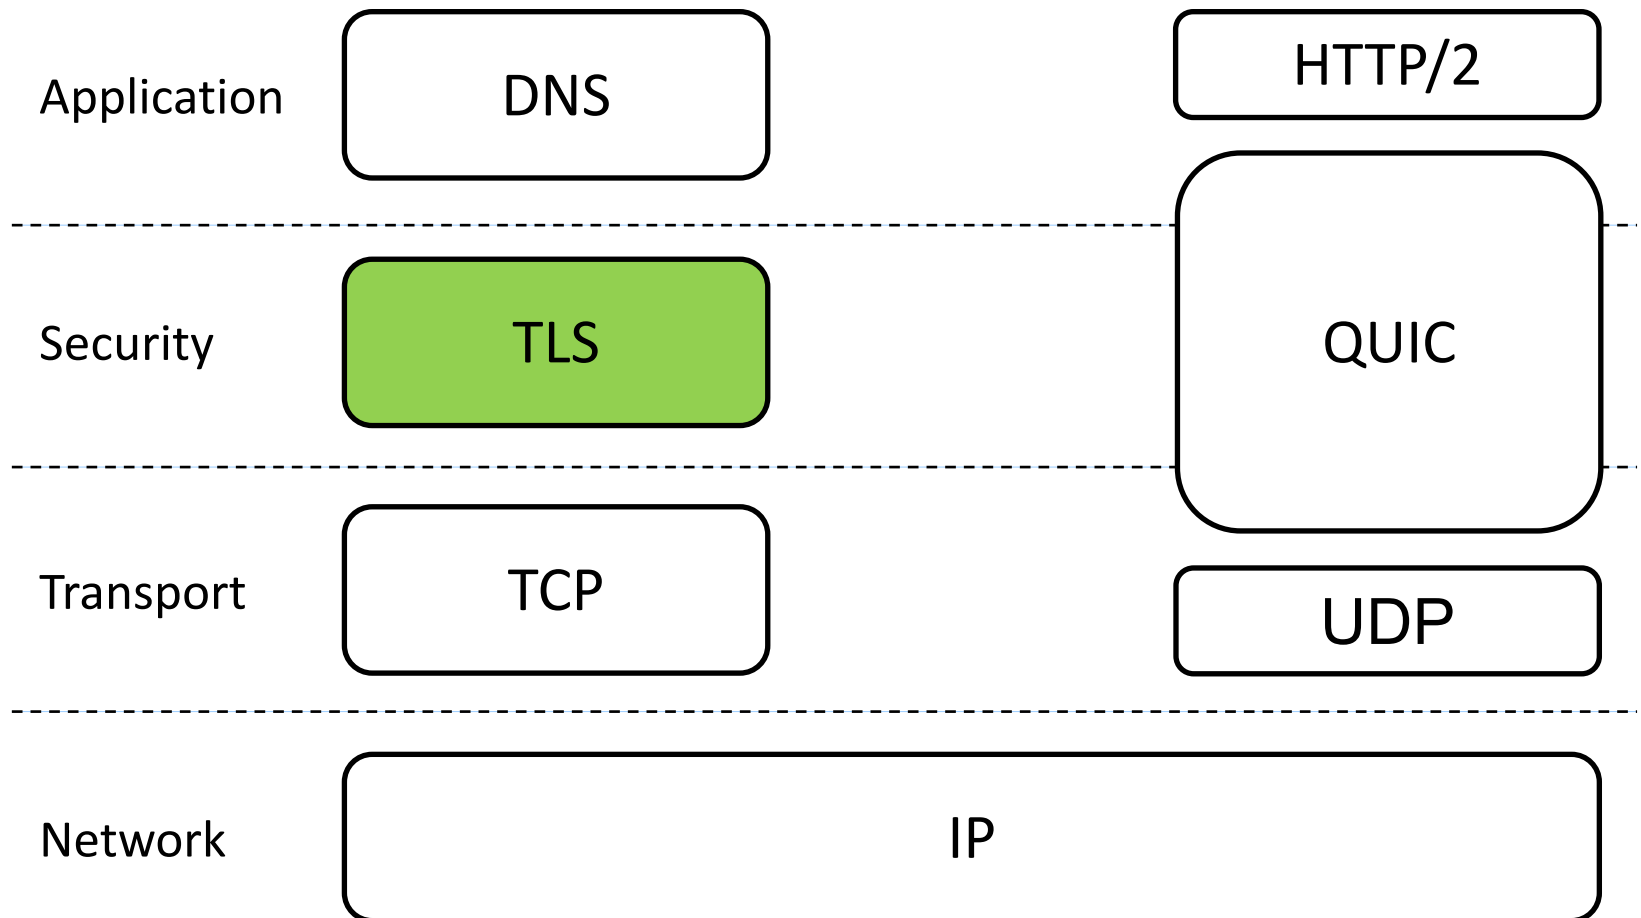 Application
DNS
HTTP/2
Security
TLS
QUIC
Transport
TCP
UDP
Network
IP